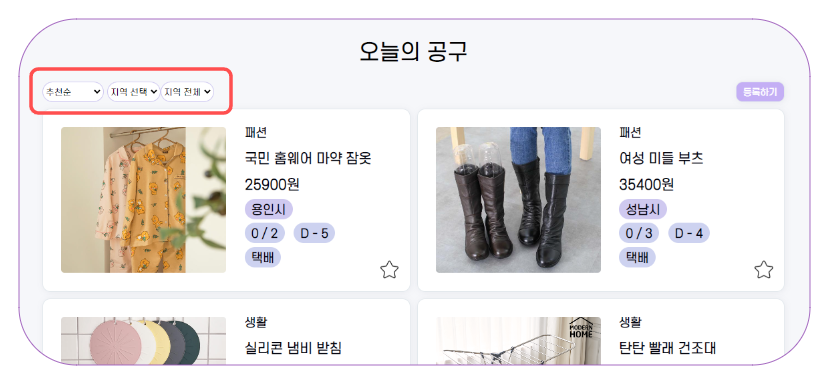 오늘의 공구
추천순 지역 선택 지역 전체 등록하기
패션
국민 홈웨어 마약 잠옷
25900원
용인시
0 / 2 D - 5
택배
패션
여성 미들 부츠
35400원
성남시
0 / 3 D - 4
택배
생활
실리콘 냄비 받침
MODERN
HOME
생활
탄탄 빨래 건조대